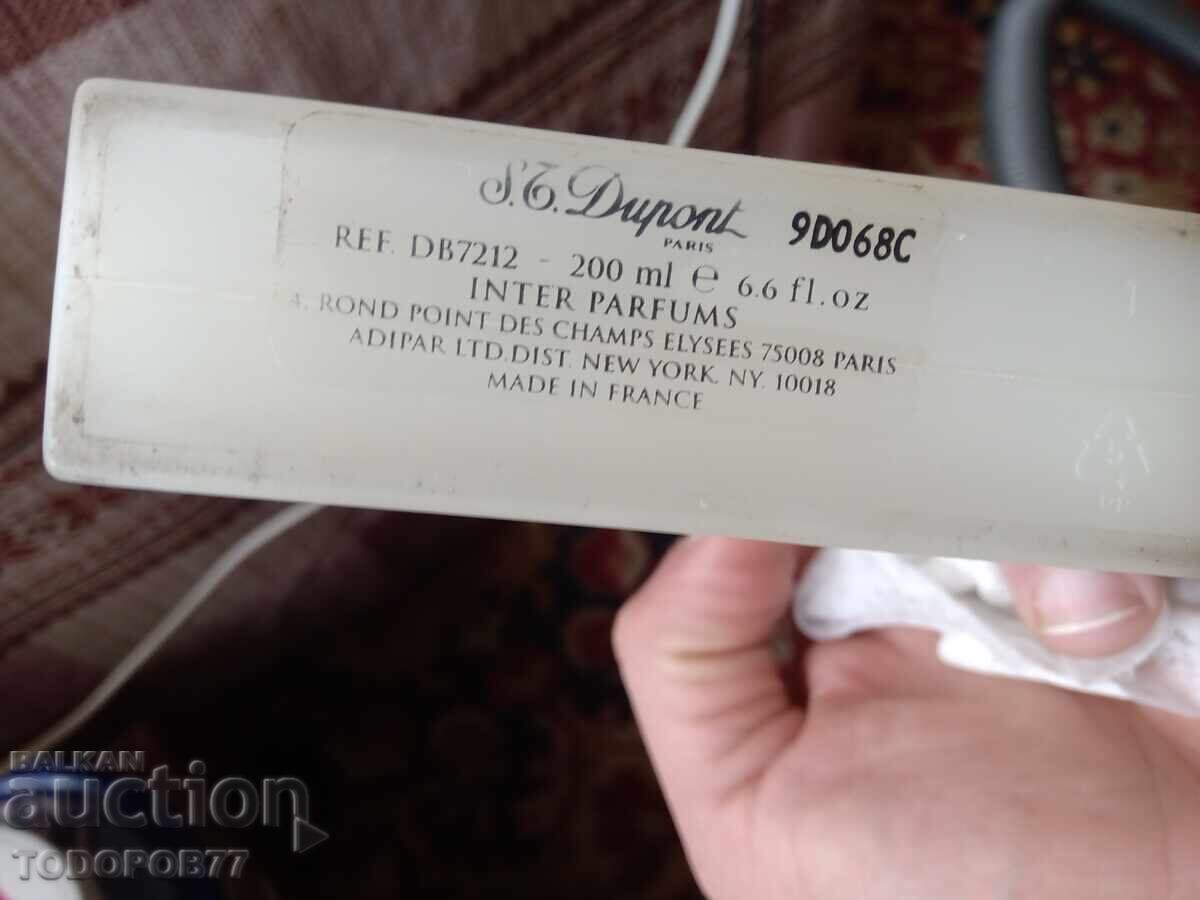 S.T. Dupont
PARIS
9D068C
REF. DB7212 - 200 ml e 6.6 fl.oz
INTER PARFUMS
4. ROND POINT DES CHAMPS ELYSEES 75008 PARIS
ADIPAR LTD.DIST. NEW YORK, NY. 10018
MADE IN FRANCE
BALKAN
auction
TODOPOB77